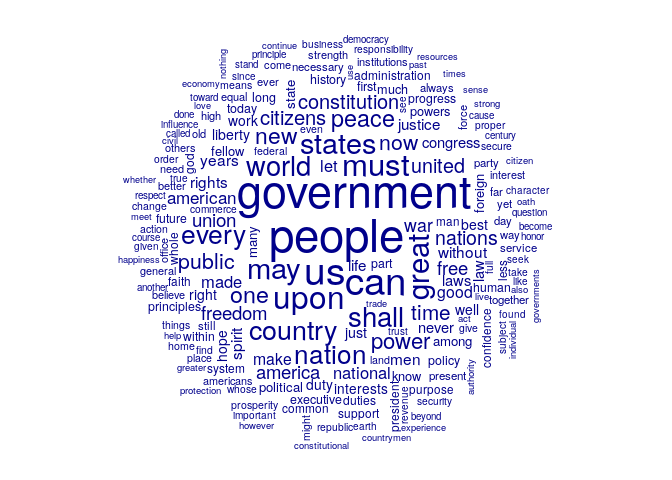 continue business democracy
principle strength responsibility
nothing stand come necessary institutions past resources
since history use administration times
economy means ever first much always sense
toward equal long state constitution see progress strong
love today
done high work citizens peace powers force cause
influence even justice proper
called old liberty new states now congress century
civil others fellow federal secure
order god years world let must united party citizen
need
whether true rights government foreign interest
better far character
respect american yet oath
change commerce union people great war man best day question
meet future become
action every many nations way honor
course whole without service
given office public may us can life part free law less full seek
happiness
general faith laws human take
another made good like also governments
believe right one upon trade time well live together
principles freedom shall never act give found
things still country just trust power among confidence subject individual
help within hope spirit
home find nation land men policy
place system make america national know present authority
greater
americans whose political duty interests president revenue purpose
protection executive duties security
prosperity common support beyond
important might republic earth experience
however countrymen
constitutional